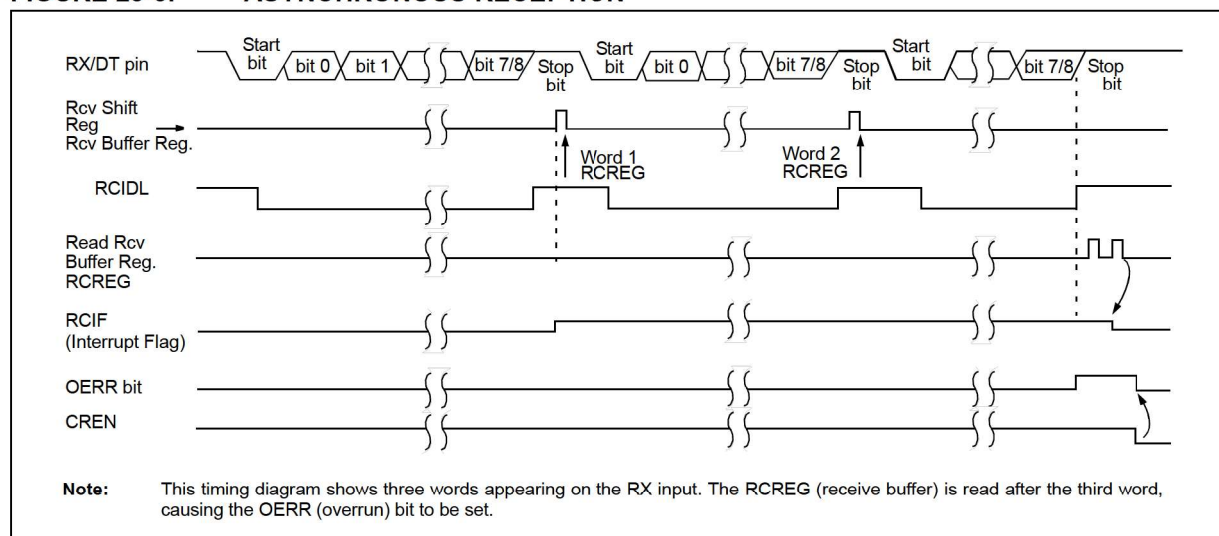 RX/DT pin
Start bit
bit 0
bit 1
bit 7/8
Stop bit
Start bit
bit 0
bit 7/8
Stop bit
Start bit
bit 7/8
Stop bit
Rcv Shift
Reg
Rcv Buffer Reg.
Word 1
RCREG
Word 2
RCREG
RCIDL
Read Rcv
Buffer Reg.
RCREG
RCIF
(Interrupt Flag)
OERR bit
CREN
Note: This timing diagram shows three words appearing on the RX input. The RCREG (receive buffer) is read after the third word,
causing the OERR (overrun) bit to be set.